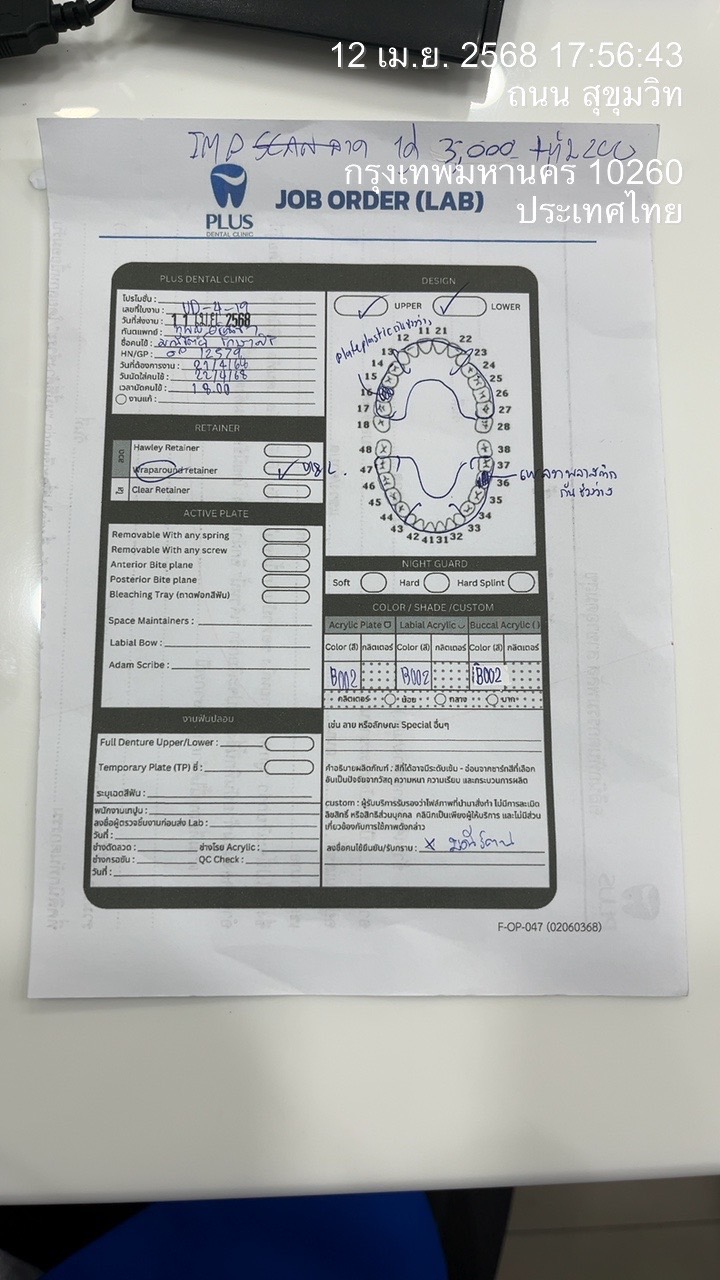 12 เม.ย. 2568 17:56:43
ถนน สุขุมวิท
กรุงเทพมหานคร 10260
ประเทศไทย
IMP SCAN ลวด 1ตัว 3,000
PLUS
DENTAL CLINIC
JOB ORDER (LAB)
PLUS DENTAL CLINIC
โปรโมชั่น :
เลขที่ใบงาน : UD-4-19
วันที่ส่งงาน : 11 เม.ย. 2568
ทันตแพทย์ :
ชื่อคนไข้ :
HN/GP : 12579
วันที่ต้องการงาน : 21/4/68
วันนัดใส่คนไข้ : 22/4/68
เวลานัดคนไข้ : 18.00
งานแก้ :
RETAINER
Hawley Retainer
Wraparound retainer U&L.
Clear Retainer
ACTIVE PLATE
Removable With any spring
Removable With any screw
Anterior Bite plane
Posterior Bite plane
Bleaching Tray (ถาดฟอกสีฟัน)
Space Maintainers :
Labial Bow :
Adam Scribe :
งานฟันปลอม
Full Denture Upper/Lower :
Temporary Plate (TP) ซี่ :
ระบุเฉดสีฟัน :
พนักงานเทปูน :
ลงชื่อผู้ตรวจชิ้นงานก่อนส่ง Lab :
วันที่ :
ช่างดัดลวด : ช่างโรย Acrylic :
ช่างกรอขัด : QC Check :
วันที่ :
DESIGN
UPPER LOWER
plate plastic กันช่องว่าง
11 21
12 22
13 23
14 24
15 25
16 26
17 27
18 28
48 38
47 37
46 36
45 35
44 34
43 33
42 41 31 32
เพลทพลาสติก
กันช่องว่าง
NIGHT GUARD
Soft Hard Hard Splint
COLOR / SHADE /CUSTOM
Acrylic Plate Labial Acrylic Buccal Acrylic ( )
Color (สี) กลิตเตอร์ Color (สี) กลิตเตอร์ Color (สี) กลิตเตอร์
B002 B002 B002
กลิตเตอร์ น้อย กลาง มาก
เช่น ลาย หรือลักษณะ Special อื่นๆ
คำอธิบายผลิตภัณฑ์ : สีที่ได้อาจมีระดับเข้ม - อ่อนจากชาร์ทสีที่เลือก
อันเป็นปัจจัยจากวัสดุ ความหนา ความเรียบ และกระบวนการผลิต
custom : ผู้รับบริการรับรองว่าไฟล์ภาพที่นำมาสั่งทำ ไม่มีการละเมิด
ลิขสิทธิ์ หรือสิทธิส่วนบุคคล คลินิกเป็นเพียงผู้ให้บริการ และไม่มีส่วน
เกี่ยวข้องกับการใช้ภาพดังกล่าว
ลงชื่อคนไข้ยืนยัน/รับทราบ : x
F-OP-047 (02060368)